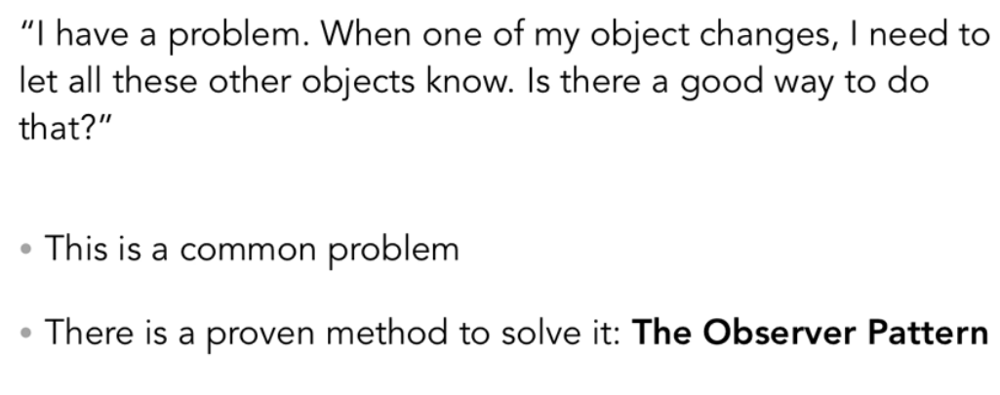 “I have a problem. When one of my object changes, I need to
let all these other objects know. Is there a good way to do
that?”
• This is a common problem
• There is a proven method to solve it: The Observer Pattern